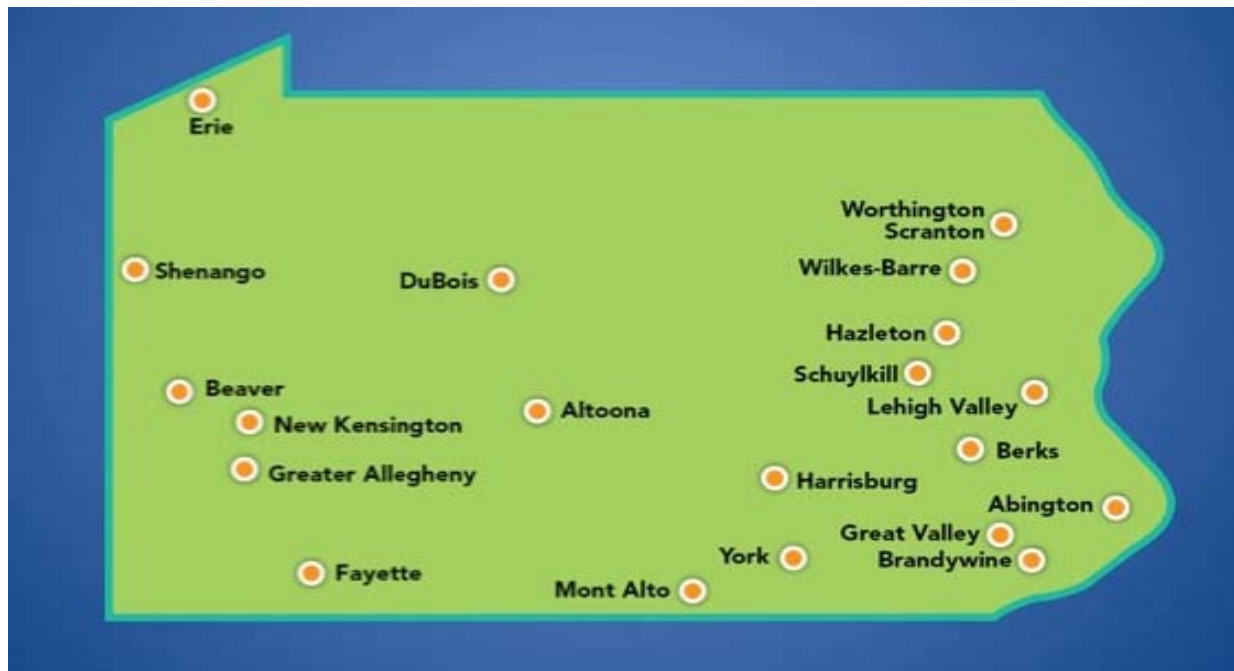 Erie
Worthington
Scranton
Shenango
DuBois
Wilkes-Barre
Hazleton
Schuylkill
Beaver
Lehigh Valley
New Kensington
Altoona
Berks
Greater Allegheny
Harrisburg
Abington
Great Valley
York
Brandywine
Fayette
Mont Alto